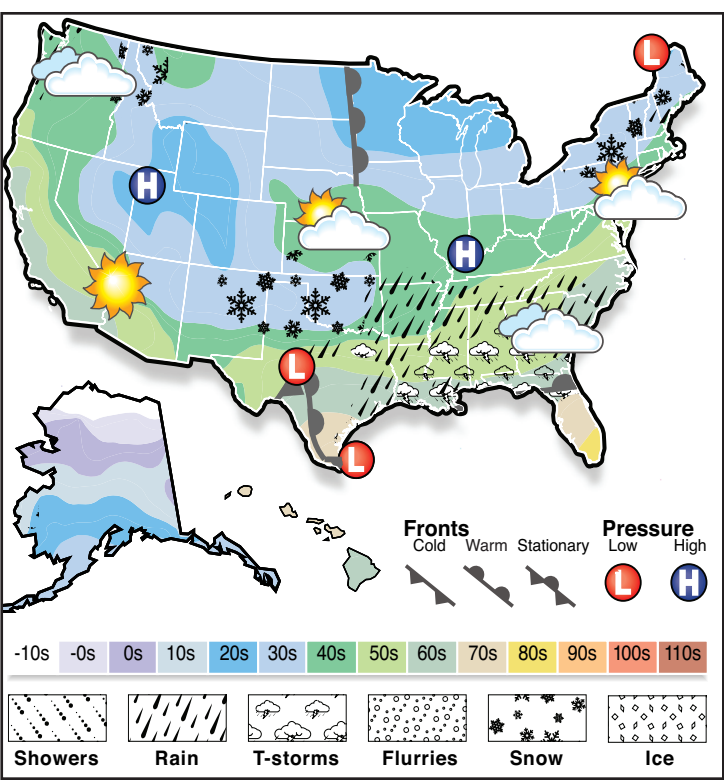 L
H
H
L
L
Fronts Pressure
Cold Warm Stationary Low High
L H
-10s -0s 0s 10s 20s 30s 40s 50s 60s 70s 80s 90s 100s 110s
Showers Rain T-storms Flurries Snow Ice